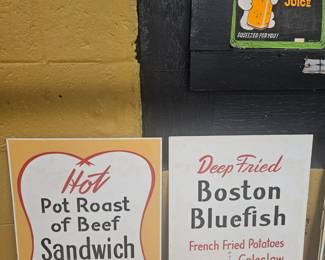 JUICE
SQUEEZED FOR YOU!
Hot
Pot Roast
of Beef
Sandwich
Deep Fried
Boston
Bluefish
French Fried Potatoes
Coleslaw